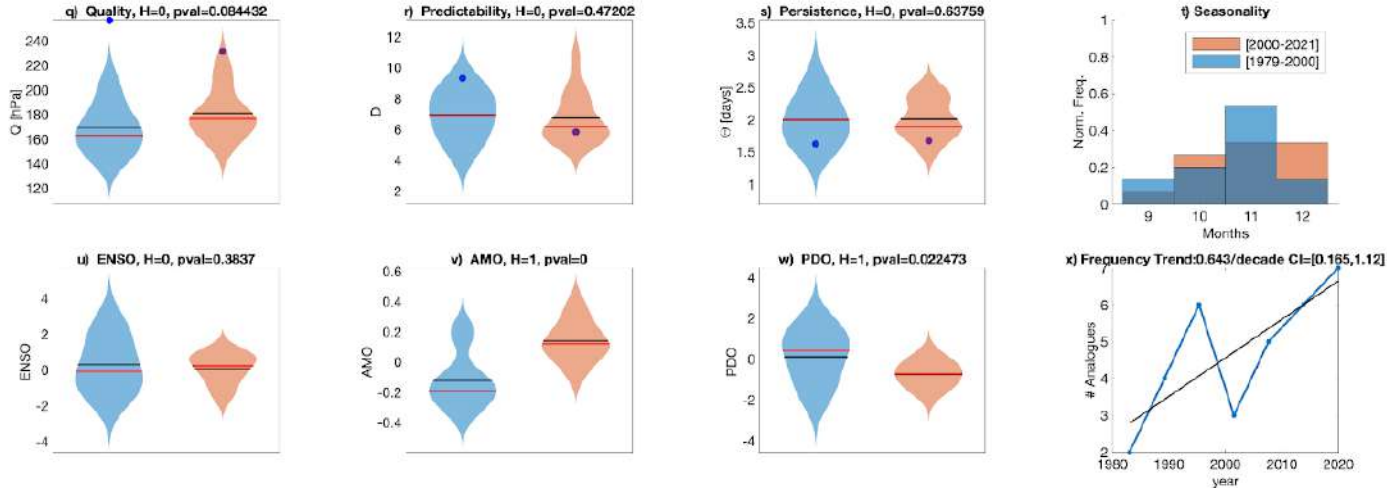 q) Quality, H=0, pval=0.084432
Q [hPa]
240
220
200
180
160
140
120
r) Predictability, H=0, pval=0.47202
D
12
10
8
6
4
2
s) Persistence, H=0, pval=0.63759
Θ [days]
3.5
3
2.5
2
1.5
1
t) Seasonality
Norm. Freq.
1
0.8
0.6
0.4
0.2
0
[2000-2021]
[1979-2000]
9 10 11 12
Months
u) ENSO, H=0, pval=0.3837
ENSO
4
2
0
-2
-4
v) AMO, H=1, pval=0
AMO
0.6
0.4
0.2
0
-0.2
-0.4
w) PDO, H=1, pval=0.022473
PDO
4
2
0
-2
-4
x) Frequency Trend:0.643/decade CI=[0.165,1.12]
# Analogues
7
6
5
4
3
2
1980 1990 2000 2010 2020
year